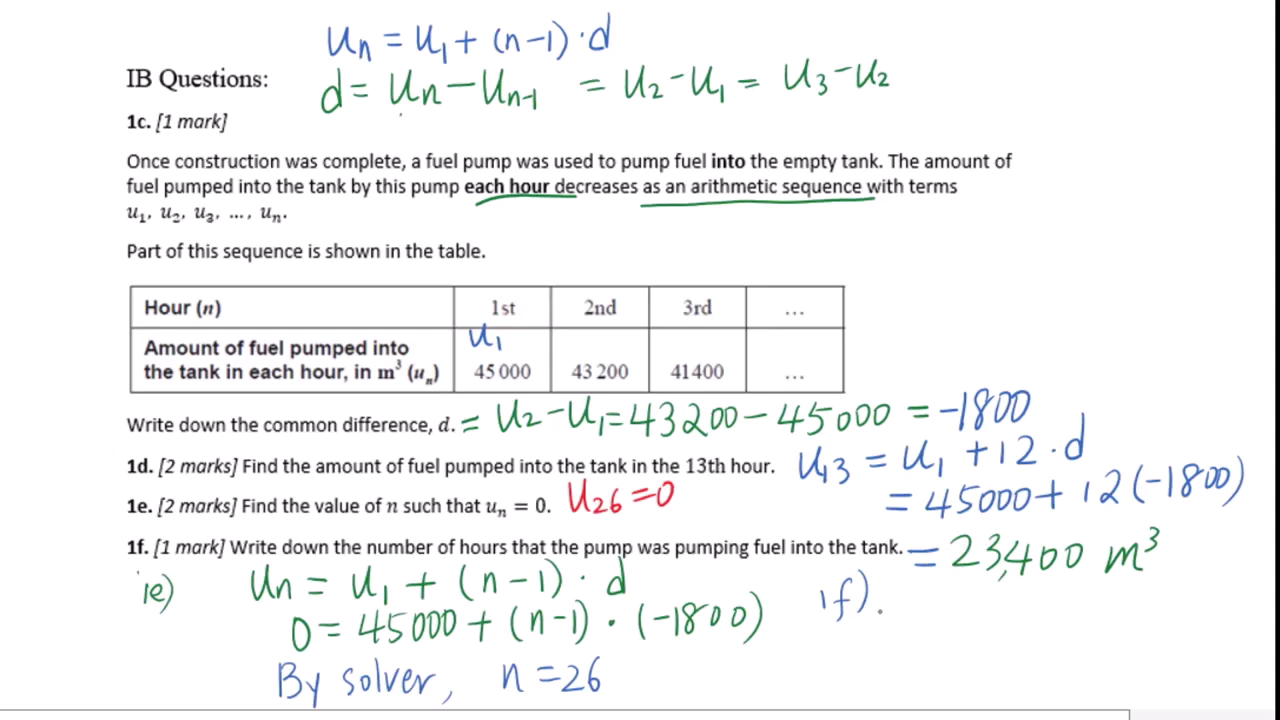 Un = U1 + (n-1)·d
IB Questions:
d = Un - Un-1 = U2 - U1 = U3 - U2
1c. [1 mark]
Once construction was complete, a fuel pump was used to pump fuel into the empty tank. The amount of
fuel pumped into the tank by this pump each hour decreases as an arithmetic sequence with terms
u₁, u₂, u₃, ..., uₙ.
Part of this sequence is shown in the table.
Hour (n) 1st 2nd 3rd ...
U1
Amount of fuel pumped into
the tank in each hour, in m³ (uₙ) 45 000 43 200 41 400 ...
Write down the common difference, d. = U2 - U1 = 43200 - 45000 = -1800
1d. [2 marks] Find the amount of fuel pumped into the tank in the 13th hour. U13 = U1 + 12·d
= 45000 + 12(-1800)
1e. [2 marks] Find the value of n such that uₙ = 0. U26 = 0
1f. [1 mark] Write down the number of hours that the pump was pumping fuel into the tank. = 23,400 m³
1e) Un = U1 + (n-1)·d
1f).
0 = 45000 + (n-1)·(-1800)
By solver, n = 26